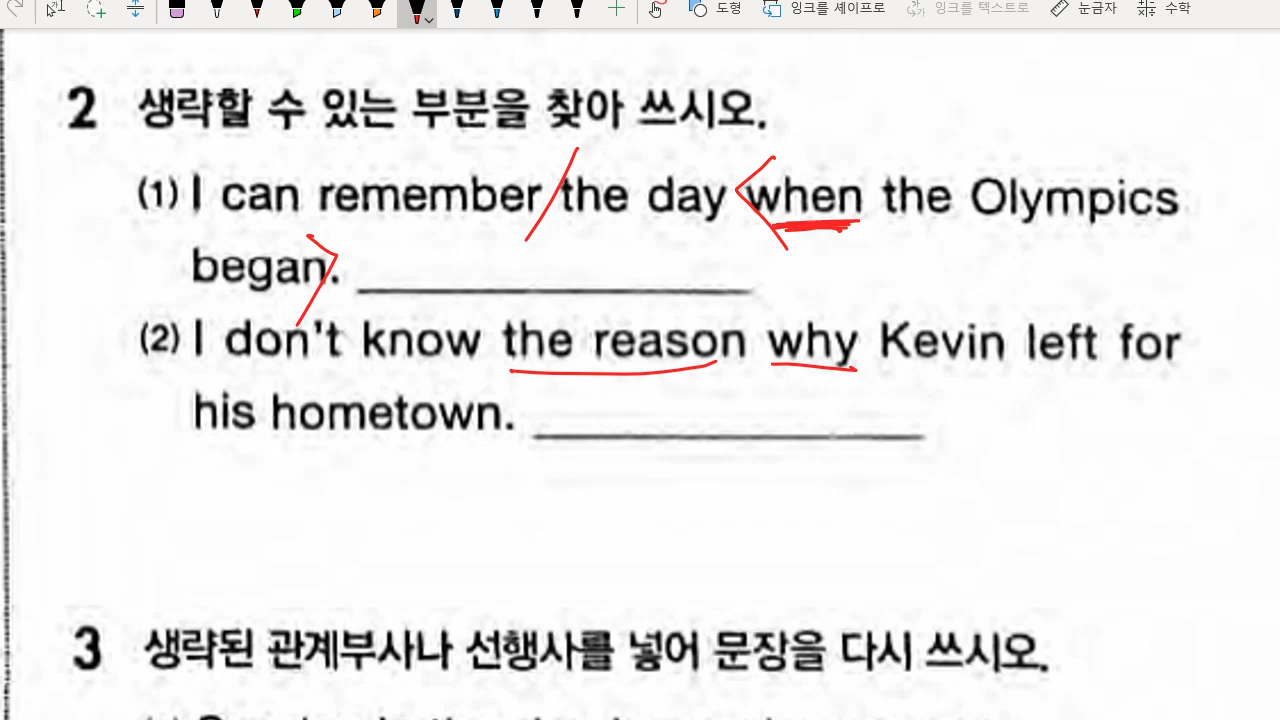 도형 잉크를 셰이프로 잉크를 텍스트로 눈금자 수학
2 생략할 수 있는 부분을 찾아 쓰시오.
(1) I can remember the day when the Olympics
began.
(2) I don't know the reason why Kevin left for
his hometown.
3 생략된 관계부사나 선행사를 넣어 문장을 다시 쓰시오.